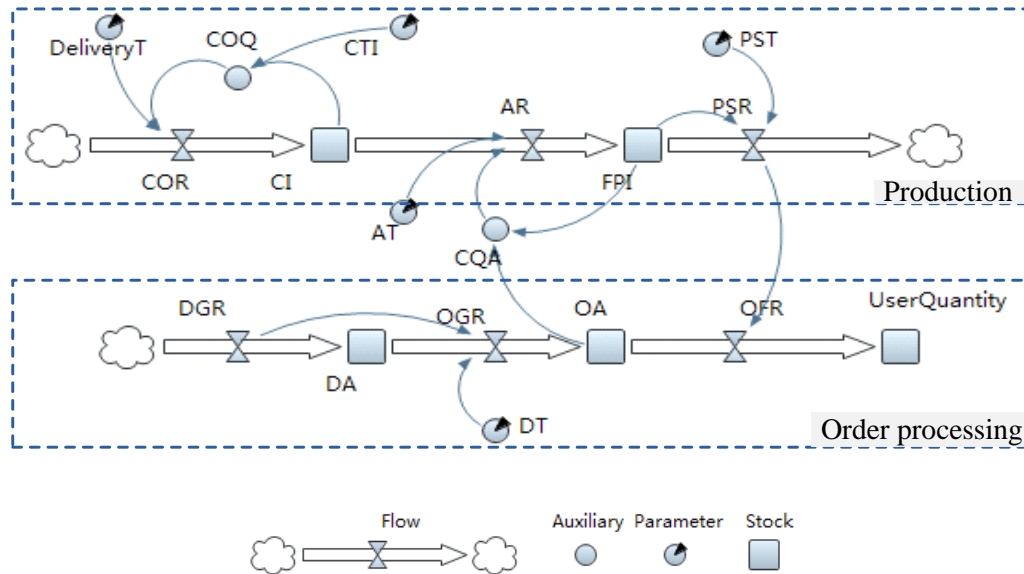 DeliveryT
COQ
CTI
PST
AR
PSR
COR
CI
FPI
Production
AT
CQA
DGR
OGR
OA
OFR
UserQuantity
DA
DT
Order processing
Flow
Auxiliary
Parameter
Stock